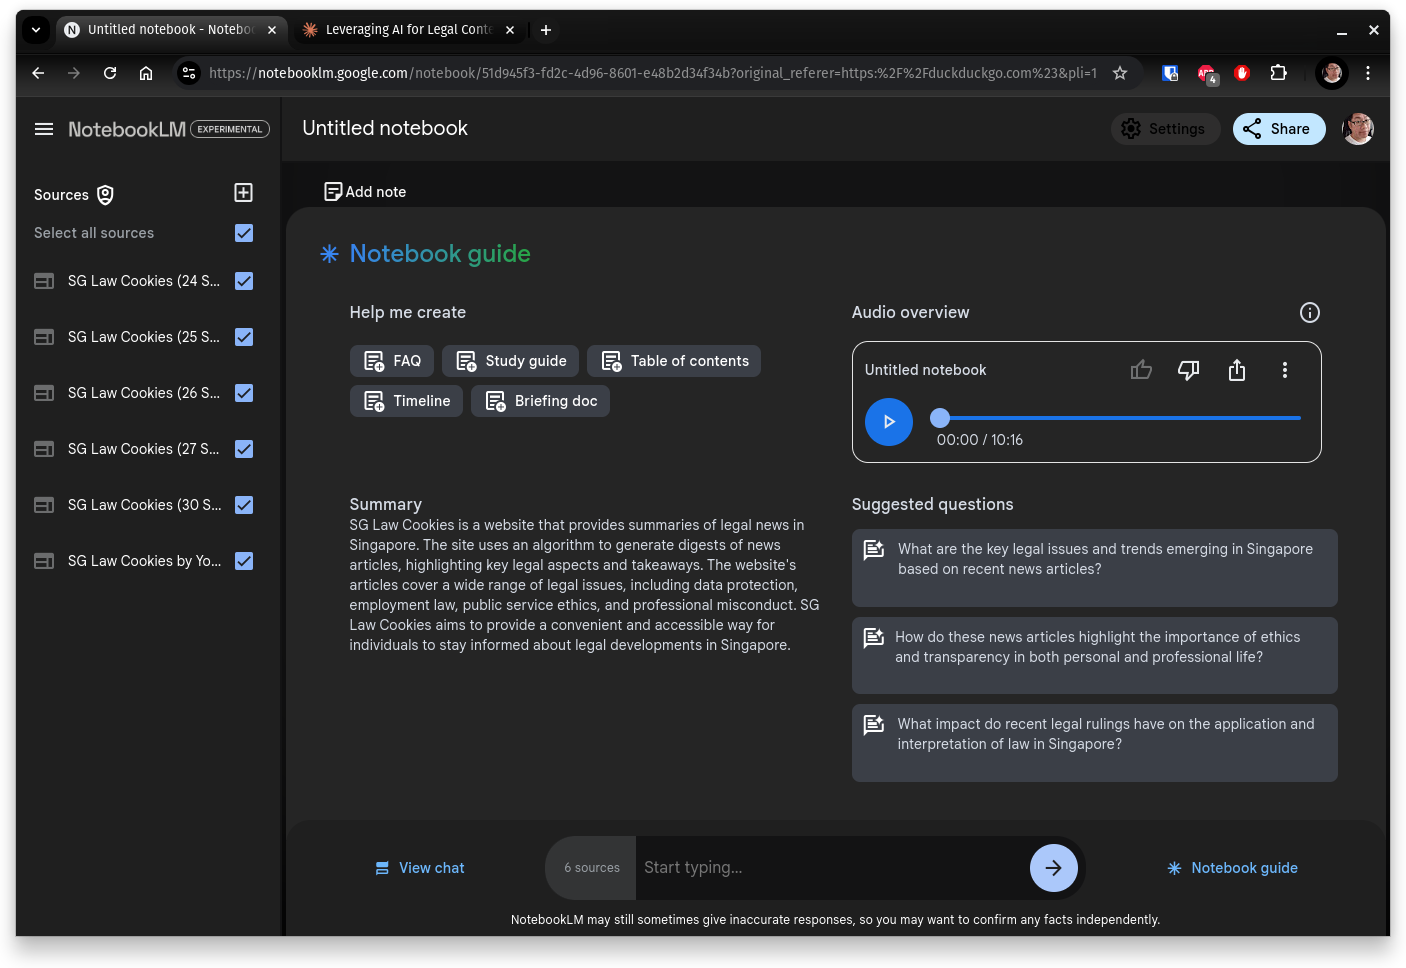 Untitled notebook - Notebo
Leveraging AI for Legal Conte
https://notebooklm.google.com/notebook/51d945f3-fd2c-4d96-8601-e48b2d34f34b?original_referer=https:%2F%2Fduckduckgo.com%23&pli=1
4
NotebookLM EXPERIMENTAL
Untitled notebook
Settings
Share
Sources
Select all sources
SG Law Cookies (24 S...
SG Law Cookies (25 S...
SG Law Cookies (26 S...
SG Law Cookies (27 S...
SG Law Cookies (30 S...
SG Law Cookies by Yo...
Add note
Notebook guide
Help me create
FAQ
Study guide
Table of contents
Timeline
Briefing doc
Audio overview
Untitled notebook
00:00 / 10:16
Summary
SG Law Cookies is a website that provides summaries of legal news in
Singapore. The site uses an algorithm to generate digests of news
articles, highlighting key legal aspects and takeaways. The website's
articles cover a wide range of legal issues, including data protection,
employment law, public service ethics, and professional misconduct. SG
Law Cookies aims to provide a convenient and accessible way for
individuals to stay informed about legal developments in Singapore.
Suggested questions
What are the key legal issues and trends emerging in Singapore
based on recent news articles?
How do these news articles highlight the importance of ethics
and transparency in both personal and professional life?
What impact do recent legal rulings have on the application and
interpretation of law in Singapore?
View chat
6 sources
Start typing...
Notebook guide
NotebookLM may still sometimes give inaccurate responses, so you may want to confirm any facts independently.